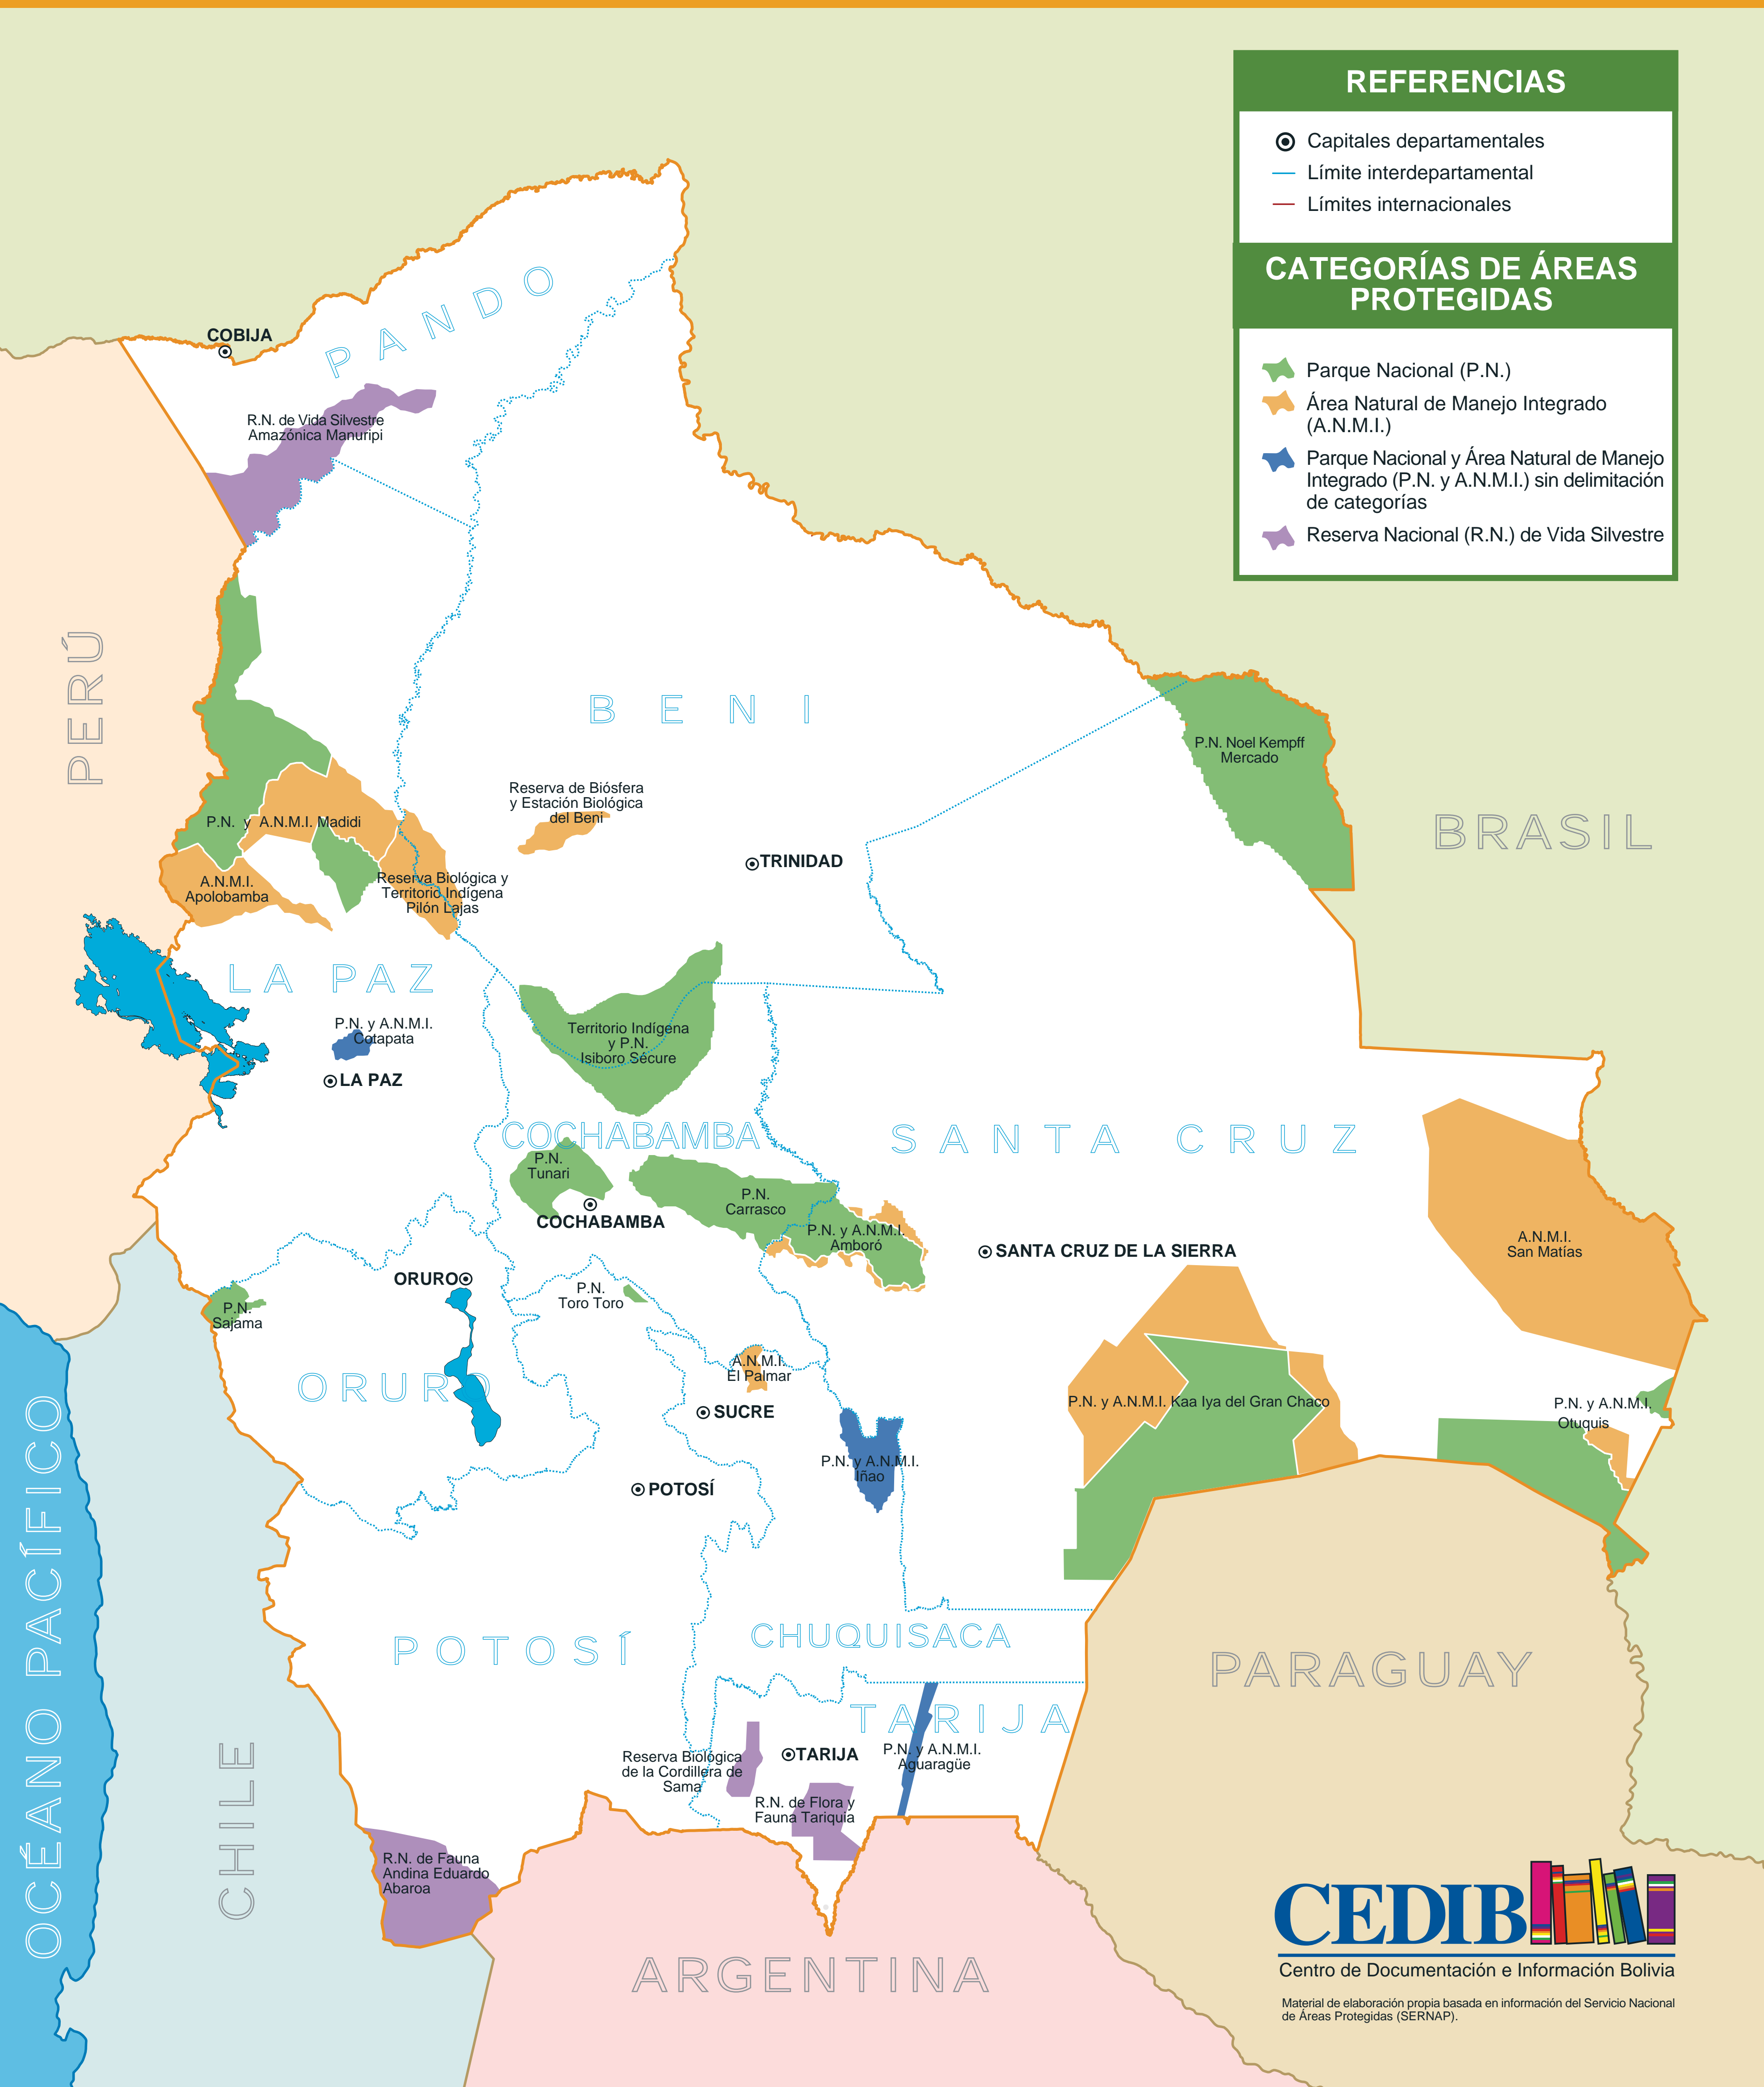 REFERENCIAS
Capitales departamentales
Límite interdepartamental
Límites internacionales
CATEGORÍAS DE ÁREAS
PROTEGIDAS
Parque Nacional (P.N.)
Área Natural de Manejo Integrado
(A.N.M.I.)
Parque Nacional y Área Natural de Manejo
Integrado (P.N. y A.N.M.I.) sin delimitación
de categorías
Reserva Nacional (R.N.) de Vida Silvestre
PANDO
COBIJA
R.N. de Vida Silvestre
Amazónica Manuripi
PERÚ
BENI
P.N. Noel Kempff
Mercado
BRASIL
Reserva de Biósfera
y Estación Biológica
del Beni
P.N. y A.N.M.I. Madidi
TRINIDAD
A.N.M.I.
Apolobamba
Reserva Biológica y
Territorio Indígena
Pilón Lajas
LA PAZ
P.N. y A.N.M.I.
Cotapata
LA PAZ
Territorio Indígena
y P.N.
Isiboro Sécure
COCHABAMBA
SANTA CRUZ
P.N.
Tunari
P.N.
Carrasco
COCHABAMBA
P.N. y A.N.M.I.
Amboró
SANTA CRUZ DE LA SIERRA
A.N.M.I.
San Matías
ORURO
P.N.
Toro Toro
P.N.
Sajama
A.N.M.I.
El Palmar
ORURO
SUCRE
P.N. y A.N.M.I. Kaa Iya del Gran Chaco
P.N. y A.N.M.I.
Otuquis
P.N. y A.N.M.I.
Iñao
POTOSÍ
OCÉANO PACÍFICO
POTOSÍ
CHUQUISACA
PARAGUAY
TARIJA
CHILE
Reserva Biológica
de la Cordillera de
Sama
TARIJA
P.N. y A.N.M.I.
Aguaragüe
R.N. de Flora y
Fauna Tariquia
R.N. de Fauna
Andina Eduardo
Abaroa
ARGENTINA
CEDIB
Centro de Documentación e Información Bolivia
Material de elaboración propia basada en información del Servicio Nacional
de Áreas Protegidas (SERNAP).